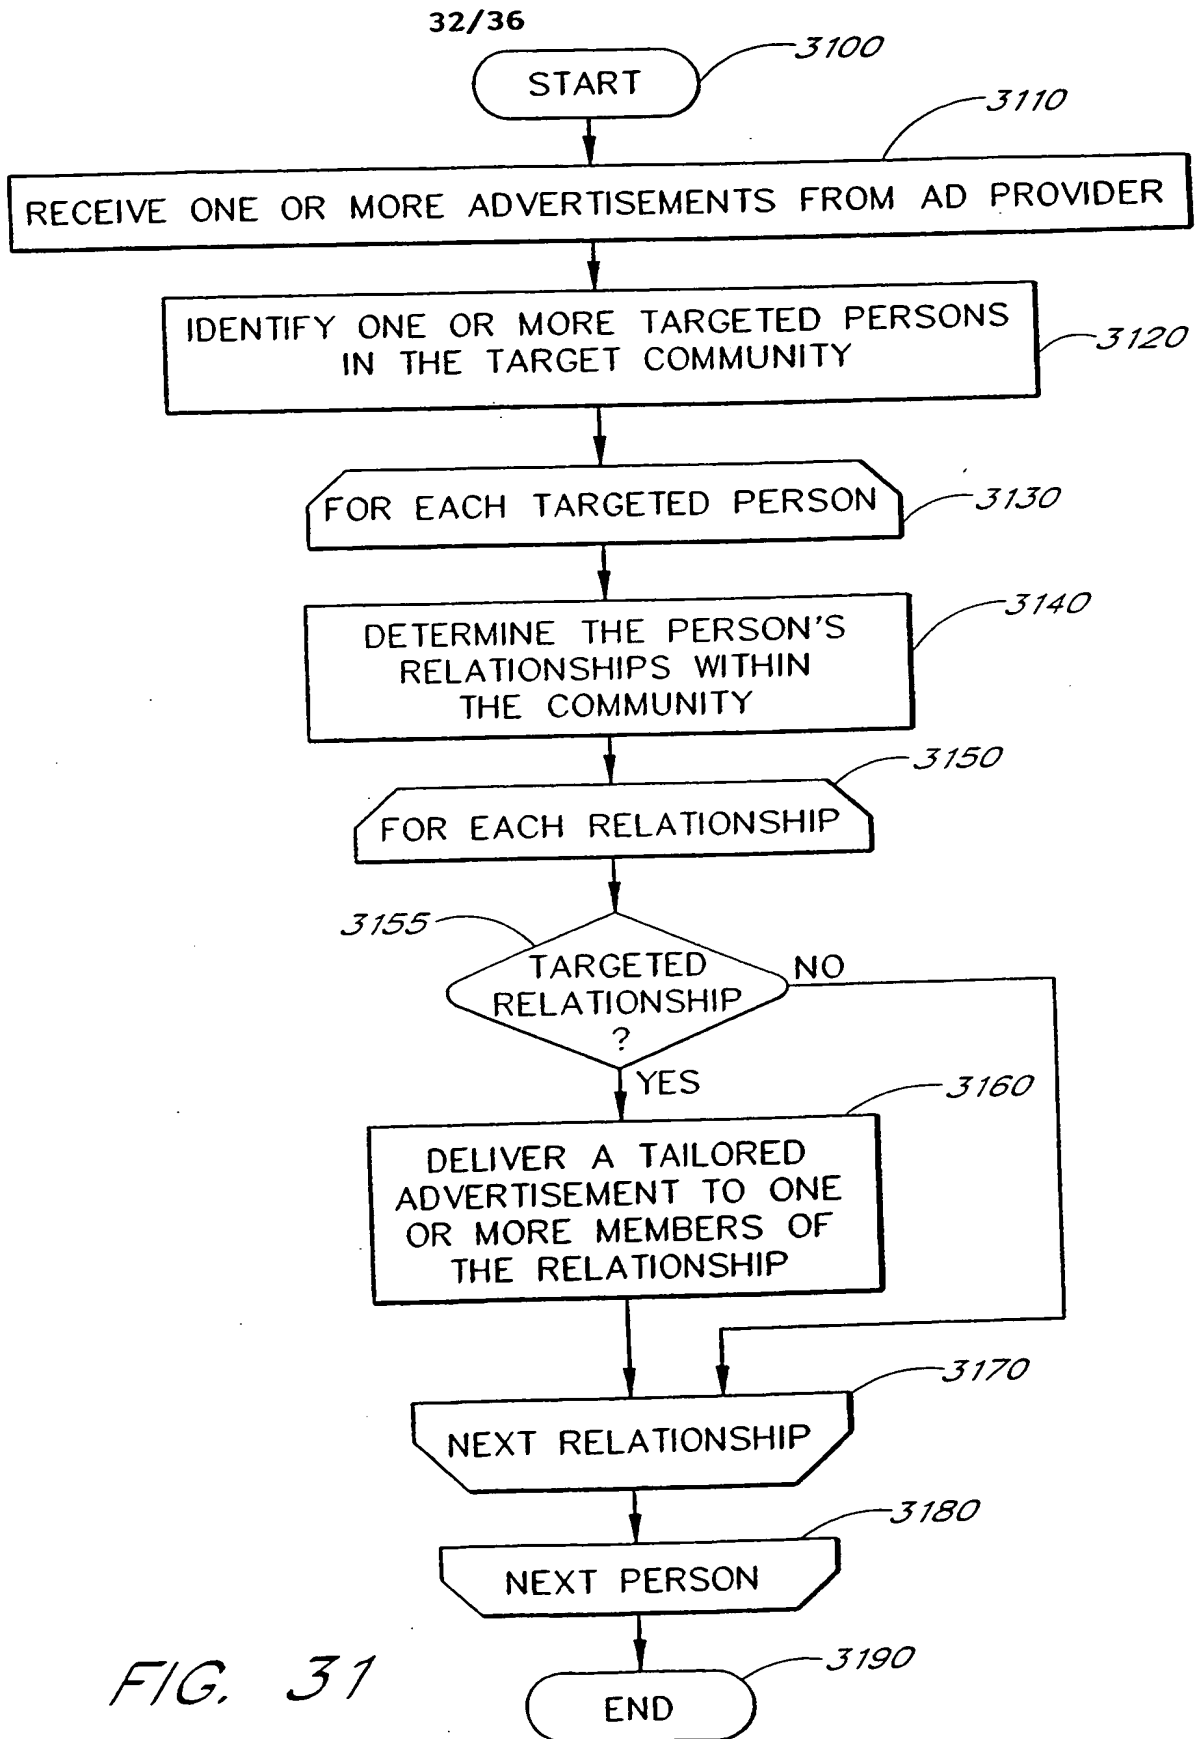 32/36
START
3100
3110
RECEIVE ONE OR MORE ADVERTISEMENTS FROM AD PROVIDER
IDENTIFY ONE OR MORE TARGETED PERSONS
IN THE TARGET COMMUNITY
3120
FOR EACH TARGETED PERSON
3130
3140
DETERMINE THE PERSON'S
RELATIONSHIPS WITHIN
THE COMMUNITY
3150
FOR EACH RELATIONSHIP
3155
TARGETED
RELATIONSHIP
?
NO
YES
3160
DELIVER A TAILORED
ADVERTISEMENT TO ONE
OR MORE MEMBERS OF
THE RELATIONSHIP
3170
NEXT RELATIONSHIP
3180
NEXT PERSON
3190
END
FIG. 31